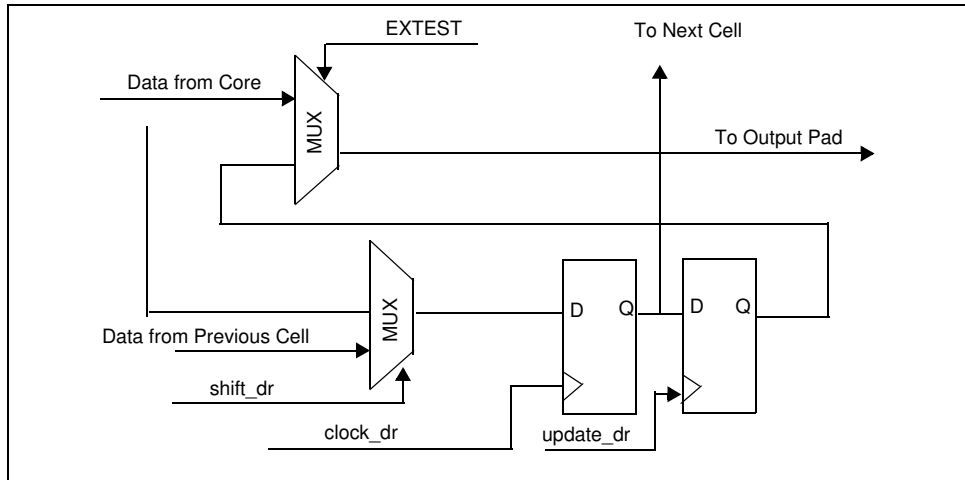 EXTEST
To Next Cell
Data from Core
MUX
To Output Pad
MUX
D Q
D Q
Data from Previous Cell
shift_dr
clock_dr
update_dr